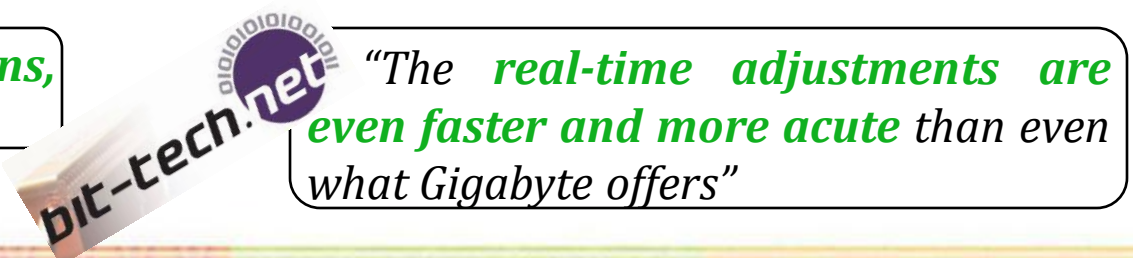 ns,
bit-tech.net
“The real-time adjustments are
even faster and more acute than even
what Gigabyte offers”